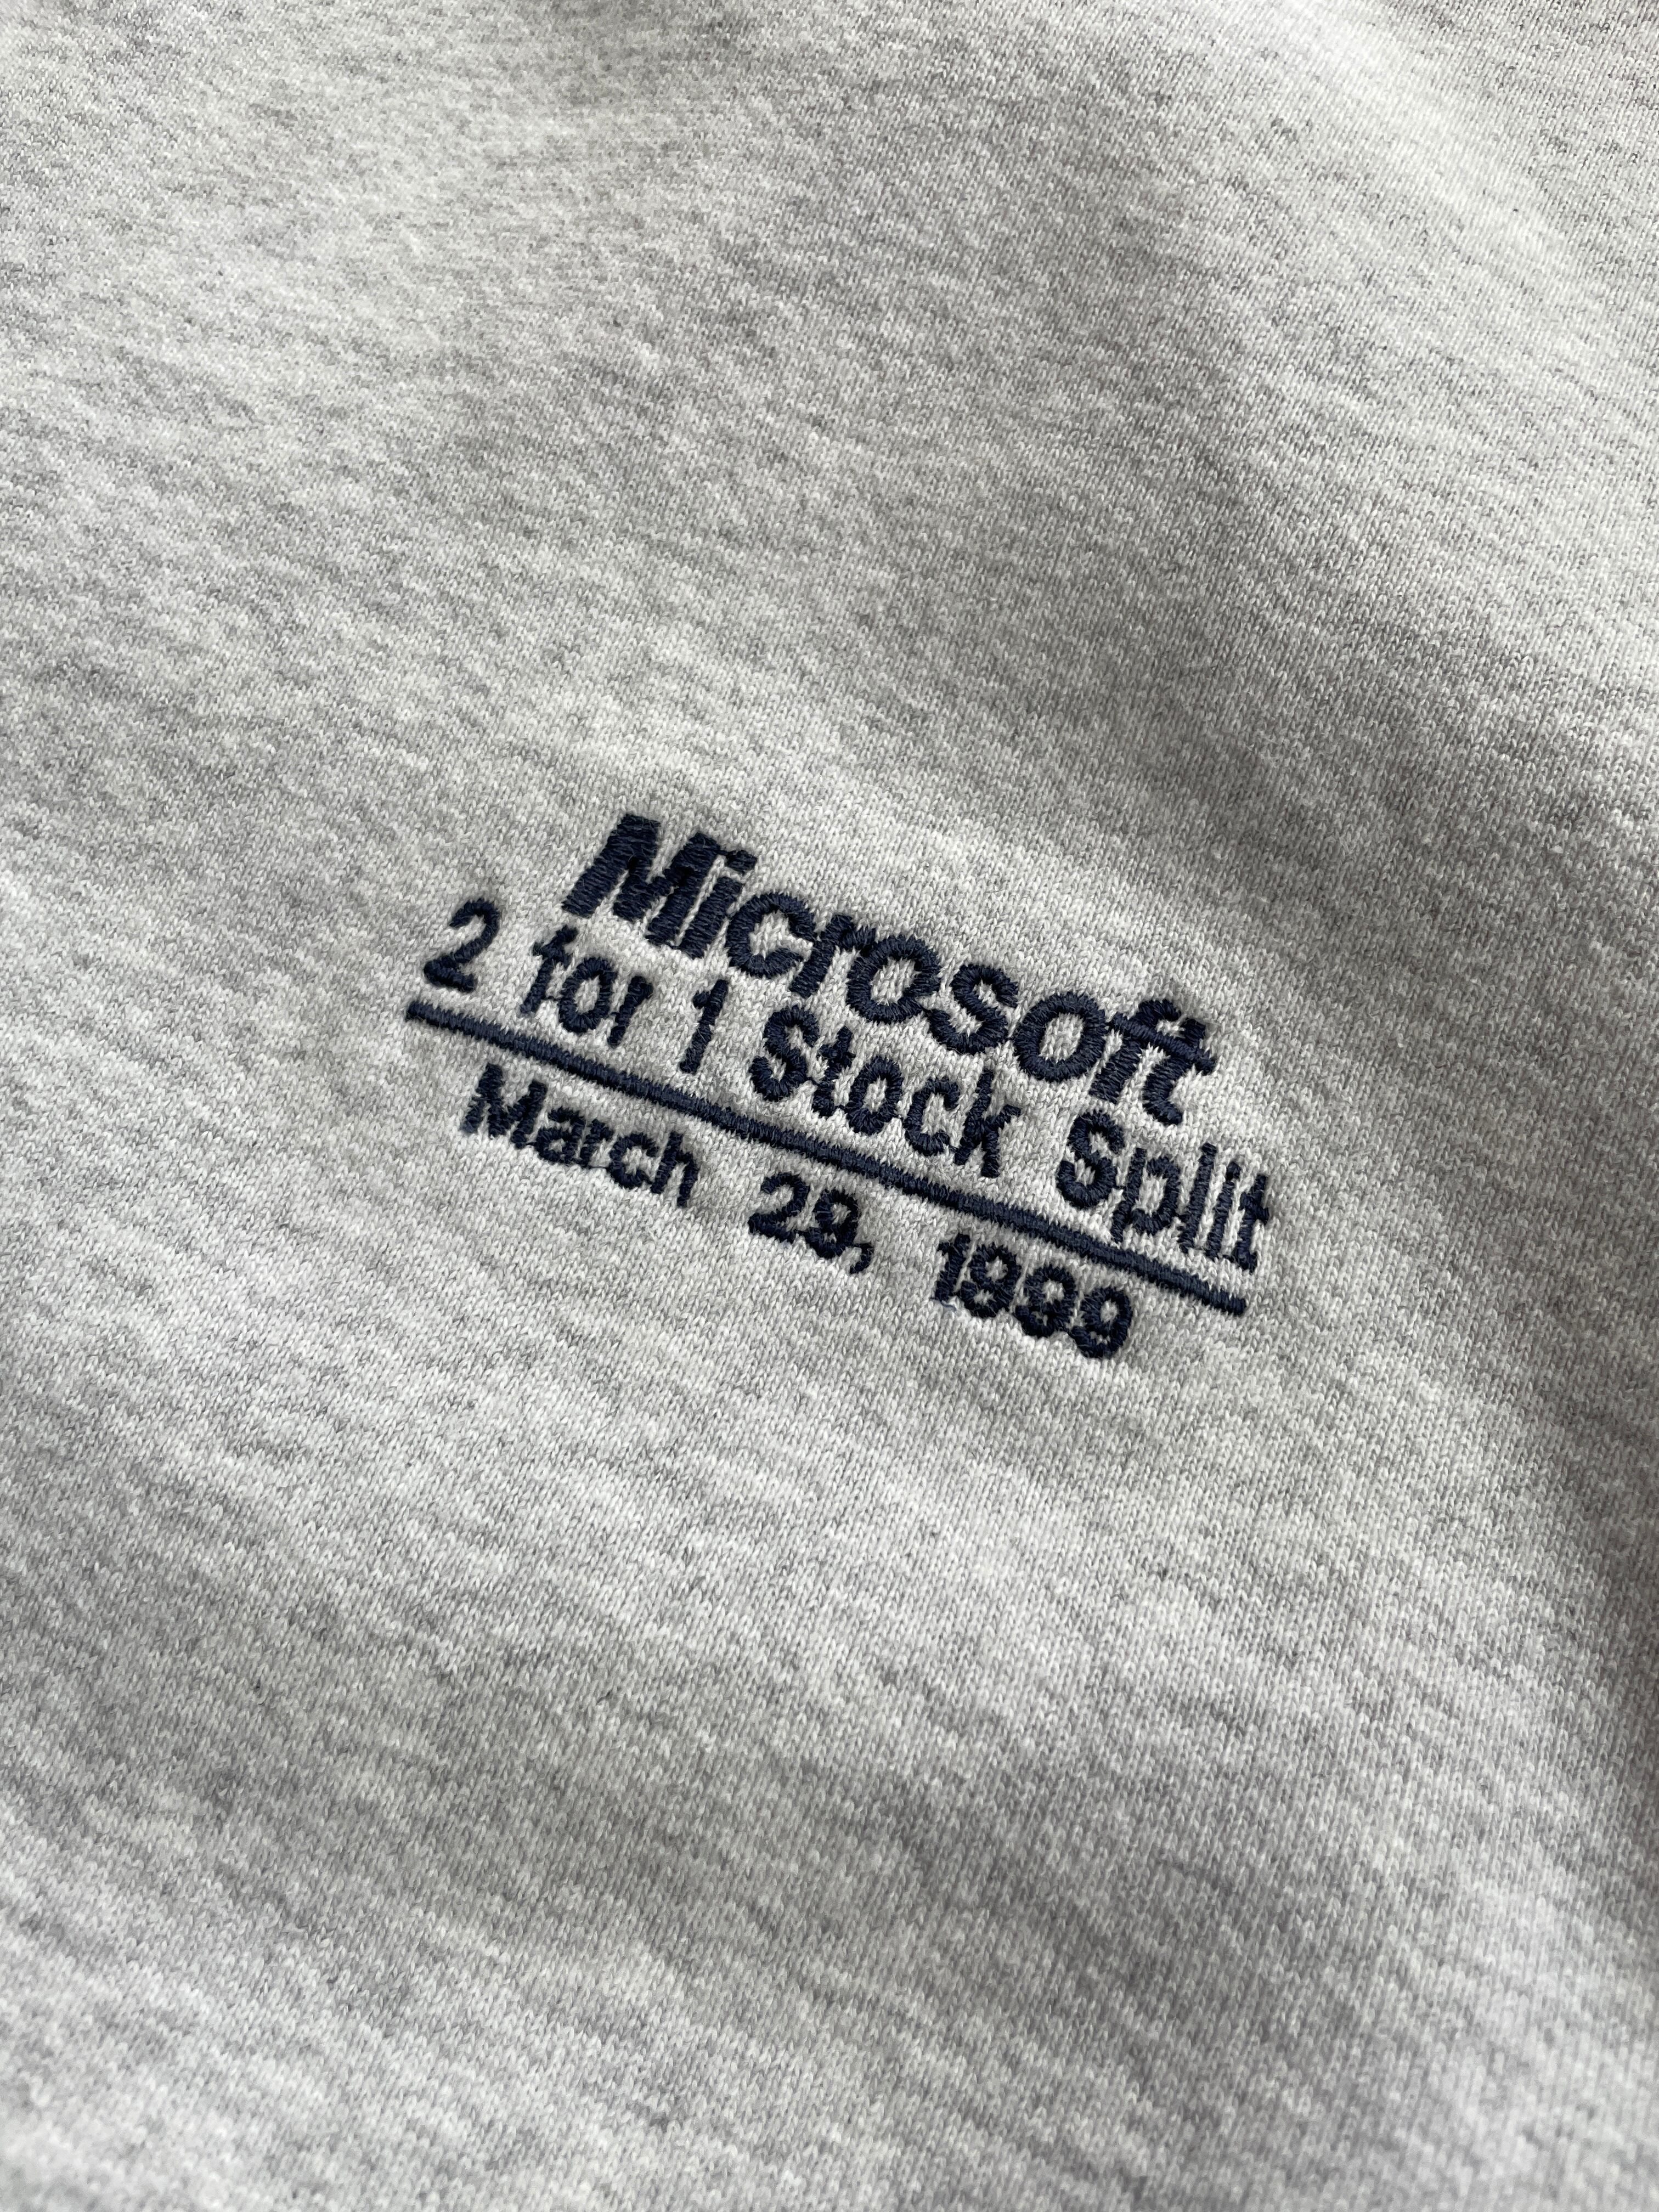 Microsoft
2 for 1 Stock Split
March 29, 1999